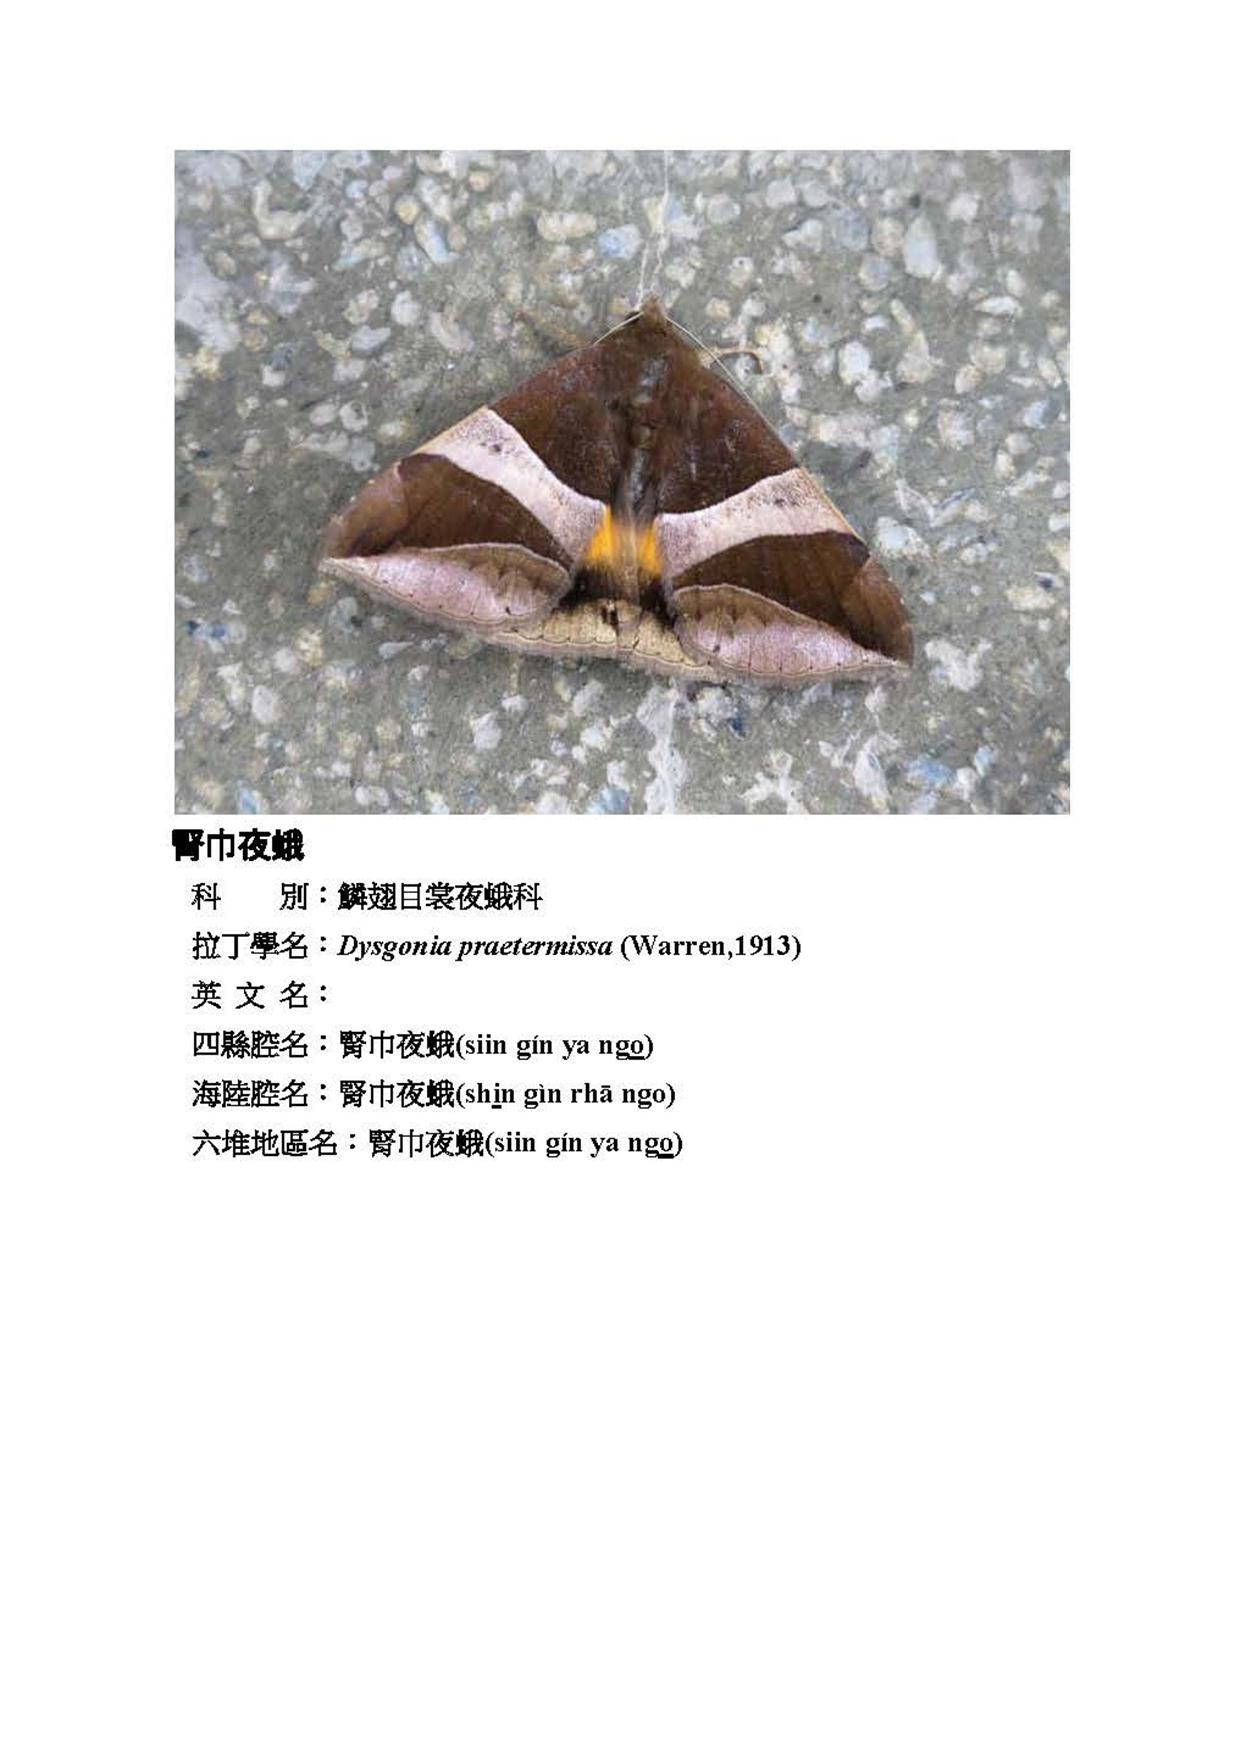 腎巾夜蛾
科　　別：鱗翅目裳夜蛾科
拉丁學名：Dysgonia praetermissa (Warren,1913)
英 文 名：
四縣腔名：腎巾夜蛾(siin gín ya ngo)
海陸腔名：腎巾夜蛾(shin gìn rhā ngo)
六堆地區名：腎巾夜蛾(siin gín ya ngo)